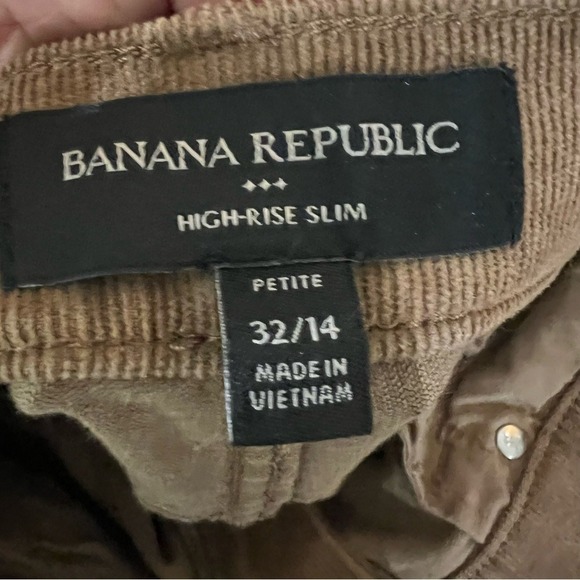 BANANA REPUBLIC
HIGH-RISE SLIM
PETITE
32/14
MADE IN
VIETNAM